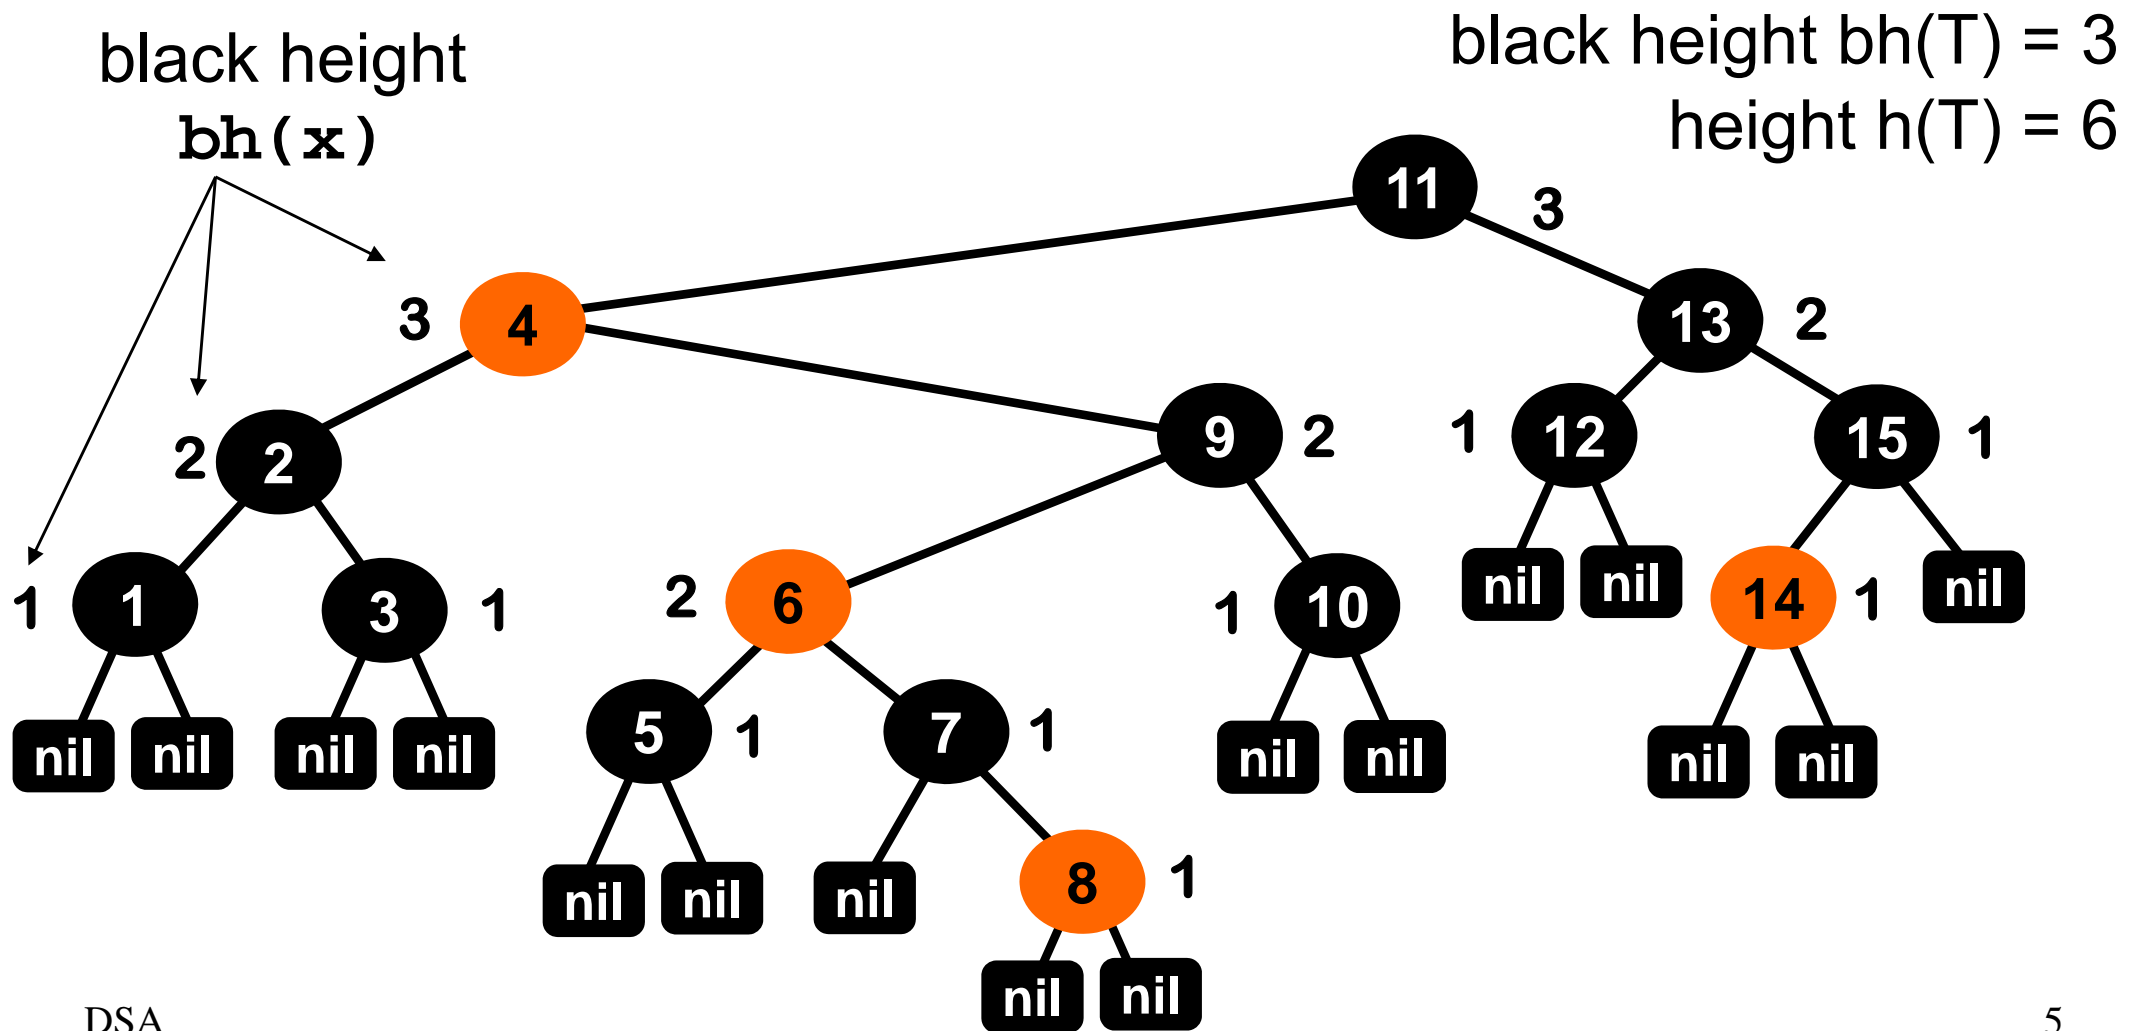 black height
bh(x)
black height bh(T) = 3
height h(T) = 6
11 3
3 4 13 2
2 2 9 2 1 12 15 1
1 1 3 1 2 6 1 10 nil nil 14 1 nil
nil nil nil nil 5 1 7 1 nil nil nil nil
nil nil nil 8 1
nil nil
DSA 5